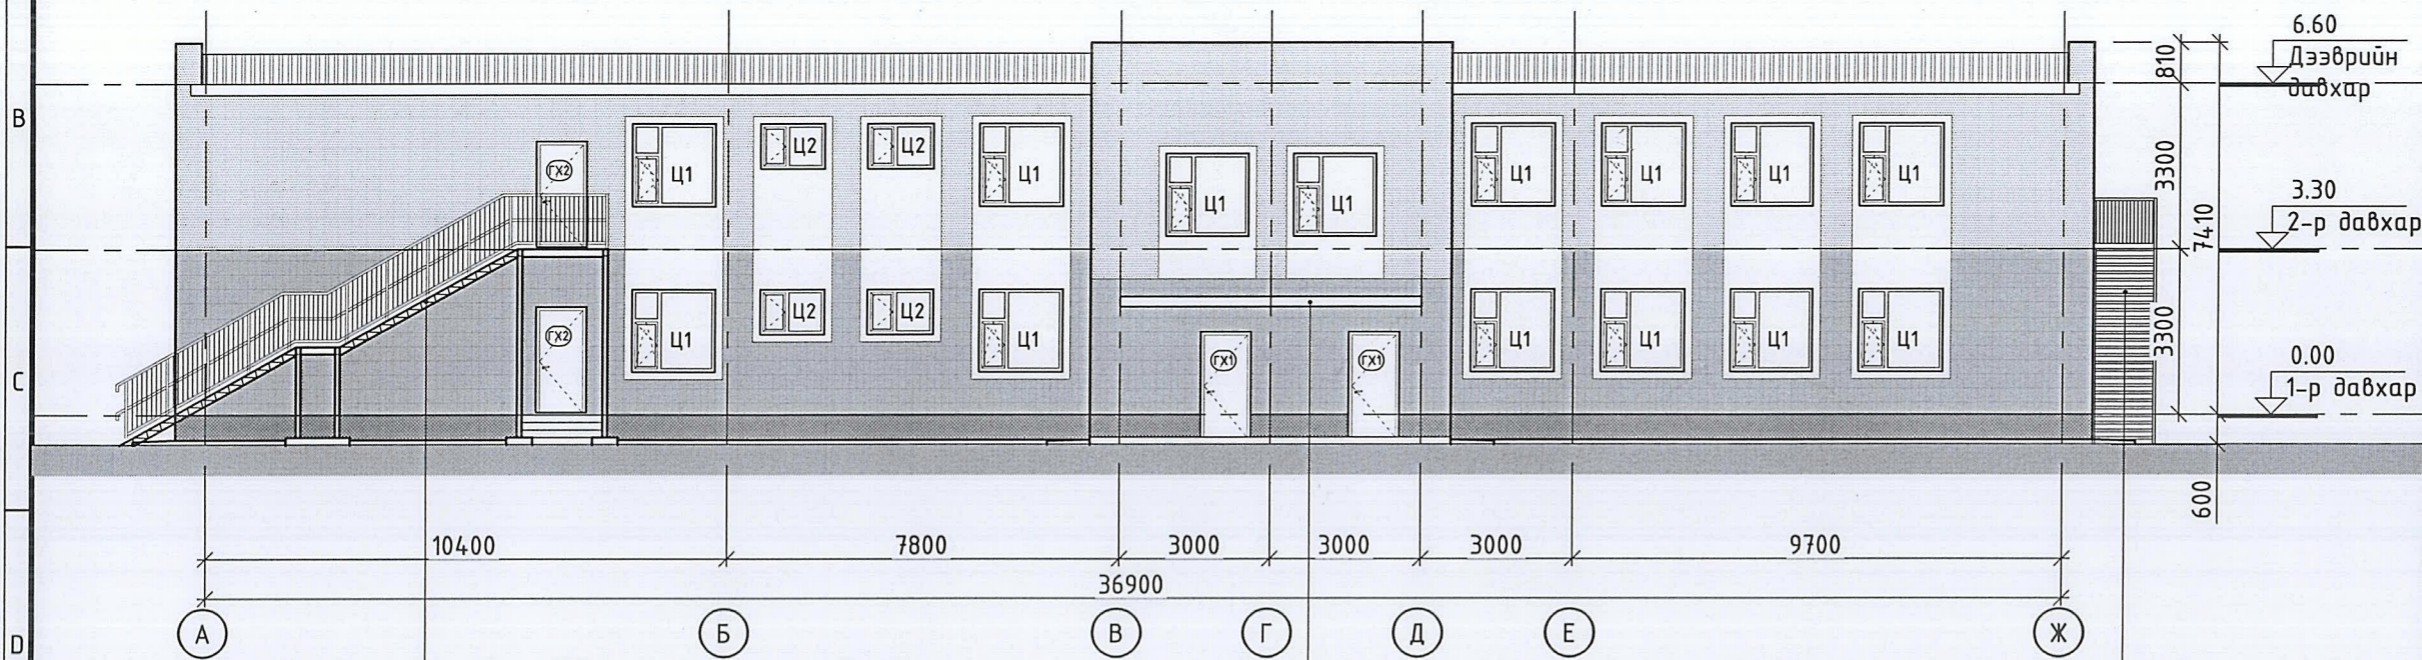 6.60
Дээврийн
давхар
810
B
ГХ2
Ц1
Ц2
Ц2
Ц1
Ц1
Ц1
Ц1
Ц1
Ц1
Ц1
3300
3.30
2-р давхар
7410
ГХ2
Ц1
Ц2
Ц2
Ц1
ГХ1
ГХ1
Ц1
Ц1
Ц1
Ц1
3300
0.00
1-р давхар
C
600
10400
7800
3000
3000
3000
9700
36900
А
Б
В
Г
Д
Е
Ж
D